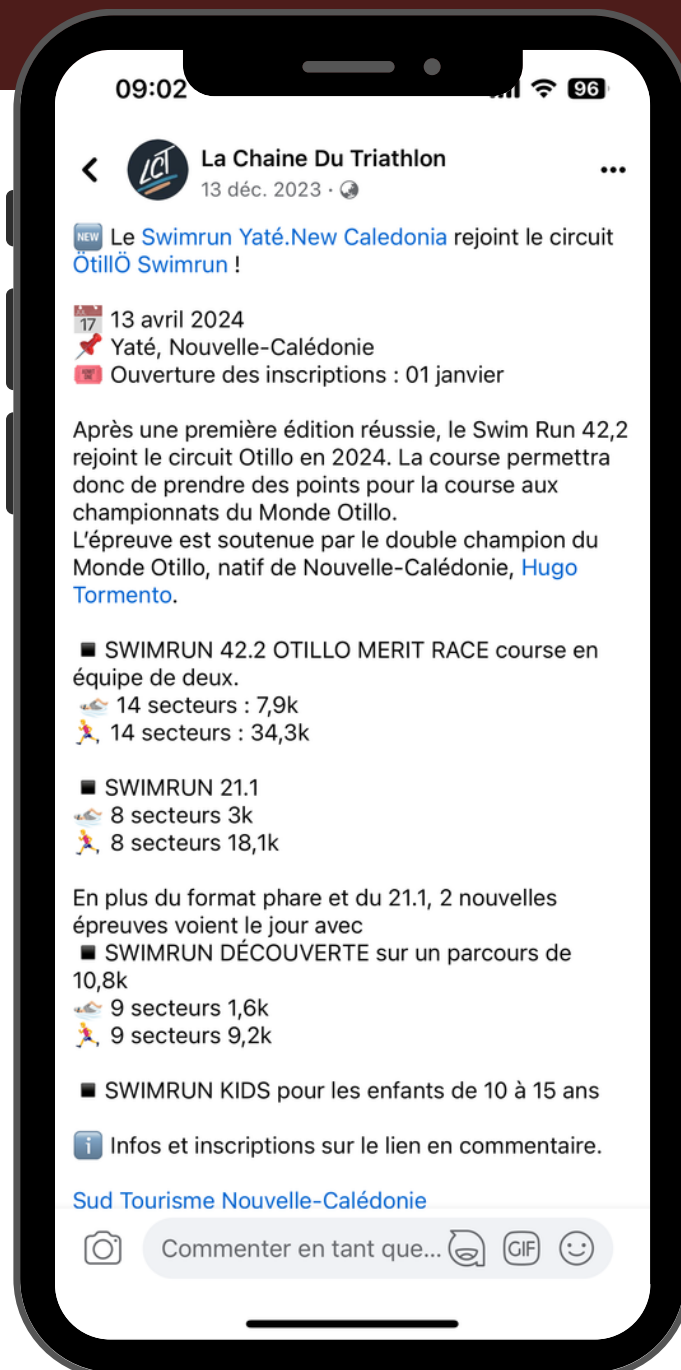 09:02
96
LCT
La Chaine Du Triathlon
13 déc. 2023 ·
NEW Le Swimrun Yaté.New Caledonia rejoint le circuit
ÖtillÖ Swimrun !
17 13 avril 2024
Yaté, Nouvelle-Calédonie
Ouverture des inscriptions : 01 janvier
Après une première édition réussie, le Swim Run 42,2
rejoint le circuit Otillo en 2024. La course permettra
donc de prendre des points pour la course aux
championnats du Monde Otillo.
L’épreuve est soutenue par le double champion du
Monde Otillo, natif de Nouvelle-Calédonie, Hugo
Tormento.
SWIMRUN 42.2 OTILLO MERIT RACE course en
équipe de deux.
14 secteurs : 7,9k
14 secteurs : 34,3k
SWIMRUN 21.1
8 secteurs 3k
8 secteurs 18,1k
En plus du format phare et du 21.1, 2 nouvelles
épreuves voient le jour avec
SWIMRUN DÉCOUVERTE sur un parcours de
10,8k
9 secteurs 1,6k
9 secteurs 9,2k
SWIMRUN KIDS pour les enfants de 10 à 15 ans
i Infos et inscriptions sur le lien en commentaire.
Sud Tourisme Nouvelle-Calédonie
Commenter en tant que... GIF